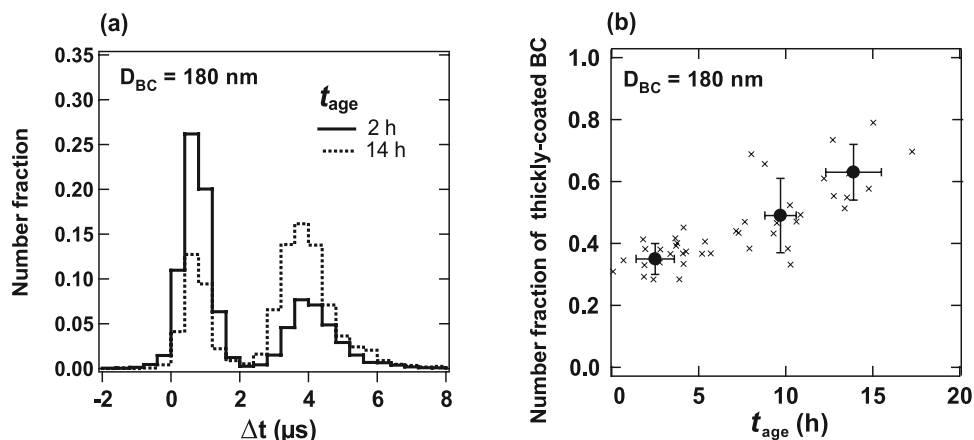 (a)
0.35
0.30
0.25
0.20
0.15
0.10
0.05
0.00
Number fraction
D_BC = 180 nm
t_age
2 h
14 h
-2 0 2 4 6 8
Δt (μs)
(b)
1.0
0.8
0.6
0.4
0.2
0.0
Number fraction of thickly-coated BC
D_BC = 180 nm
0 5 10 15 20
t_age (h)